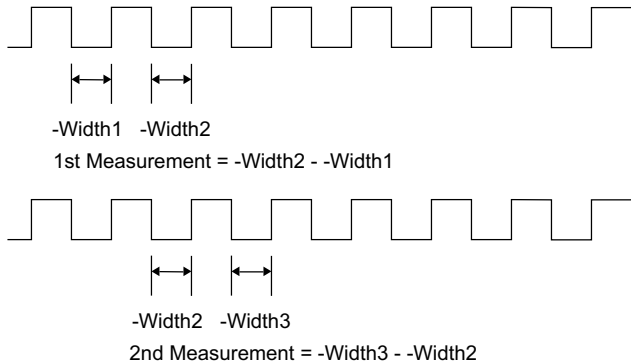 -Width1 -Width2
1st Measurement = -Width2 - -Width1
-Width2 -Width3
2nd Measurement = -Width3 - -Width2